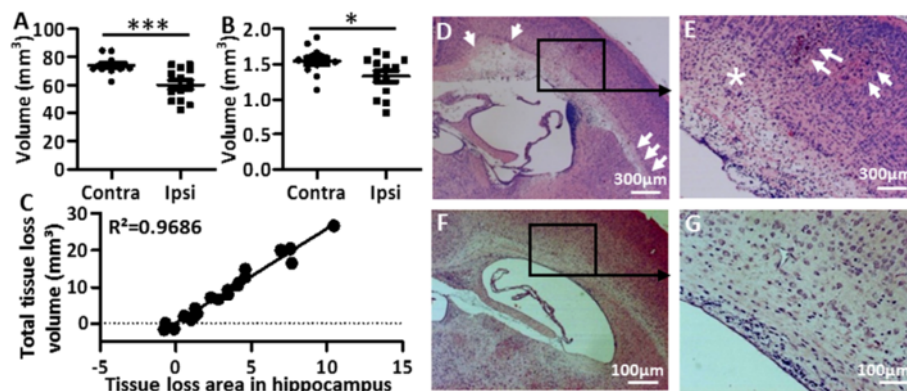 A
***
Volume (mm³)
100
80
60
40
20
0
Contra
Ipsi
B
*
Volume (mm³)
2.0
1.5
1.0
0.5
0.0
Contra
Ipsi
C
R²=0.9686
Total tissue loss
volume (mm³)
30
20
10
0
-5
0
5
10
15
Tissue loss area in hippocampus
D
300µm
E
*
300µm
F
100µm
G
100µm